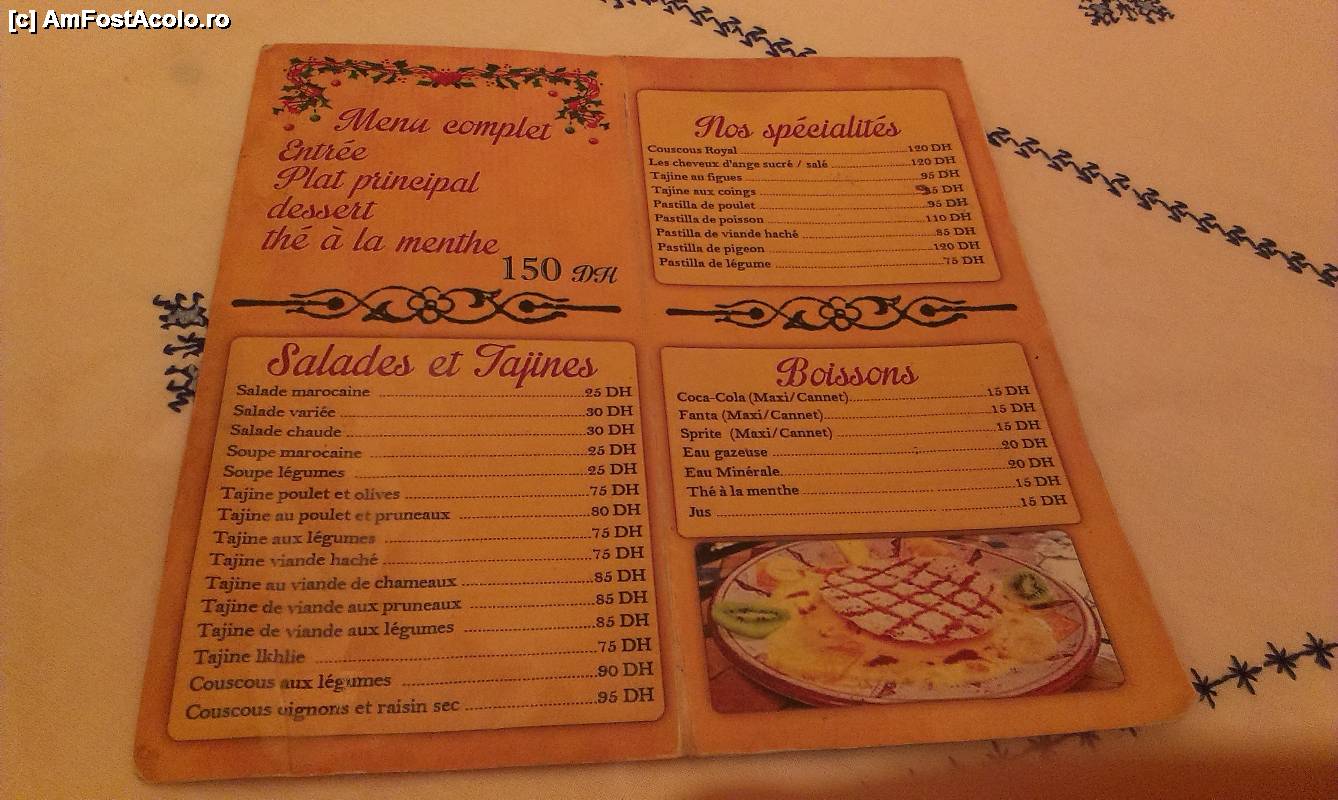 [c] AmFostAcolo.ro
Menu complet
Entrée
Plat principal
dessert
thé à la menthe
150 DH
Salades et Tajines
Salade marocaine 25 DH
Salade variée 30 DH
Salade chaude 30 DH
Soupe marocaine 25 DH
Soupe légumes 25 DH
Tajine poulet et olives 75 DH
Tajine au poulet et pruneaux 80 DH
Tajine aux légumes 75 DH
Tajine viande haché 75 DH
Tajine au viande de chameaux 85 DH
Tajine de viande aux pruneaux 85 DH
Tajine de viande aux légumes 85 DH
Tajine lkhlie 75 DH
Couscous aux légumes 90 DH
Couscous oignons et raisin sec 95 DH
Nos spécialités
Couscous Royal 120 DH
Les cheveux d'ange sucré / salé 120 DH
Tajine au figues 95 DH
Tajine aux coings 95 DH
Pastilla de poulet 95 DH
Pastilla de poisson 110 DH
Pastilla de viande haché 85 DH
Pastilla de pigeon 120 DH
Pastilla de légume 75 DH
Boissons
Coca-Cola (Maxi/Cannet) 15 DH
Fanta (Maxi/Cannet) 15 DH
Sprite (Maxi/Cannet) 15 DH
Eau gazeuse 20 DH
Eau Minérale 20 DH
Thé à la menthe 15 DH
Jus 15 DH